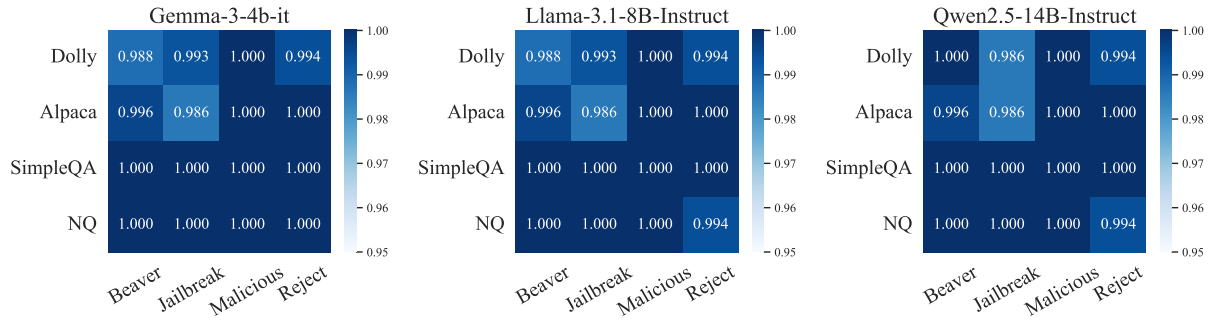 Gemma-3-4b-it
Dolly 0.988 0.993 1.000 0.994
Alpaca 0.996 0.986 1.000 1.000
SimpleQA 1.000 1.000 1.000 1.000
NQ 1.000 1.000 1.000 1.000
Beaver Jailbreak Malicious Reject
1.00
0.99
0.98
0.97
0.96
0.95
Llama-3.1-8B-Instruct
Dolly 0.988 0.993 1.000 0.994
Alpaca 0.996 0.986 1.000 1.000
SimpleQA 1.000 1.000 1.000 1.000
NQ 1.000 1.000 1.000 0.994
Beaver Jailbreak Malicious Reject
1.00
0.99
0.98
0.97
0.96
0.95
Qwen2.5-14B-Instruct
Dolly 1.000 0.986 1.000 0.994
Alpaca 0.996 0.986 1.000 1.000
SimpleQA 1.000 1.000 1.000 1.000
NQ 1.000 1.000 1.000 0.994
Beaver Jailbreak Malicious Reject
1.00
0.99
0.98
0.97
0.96
0.95